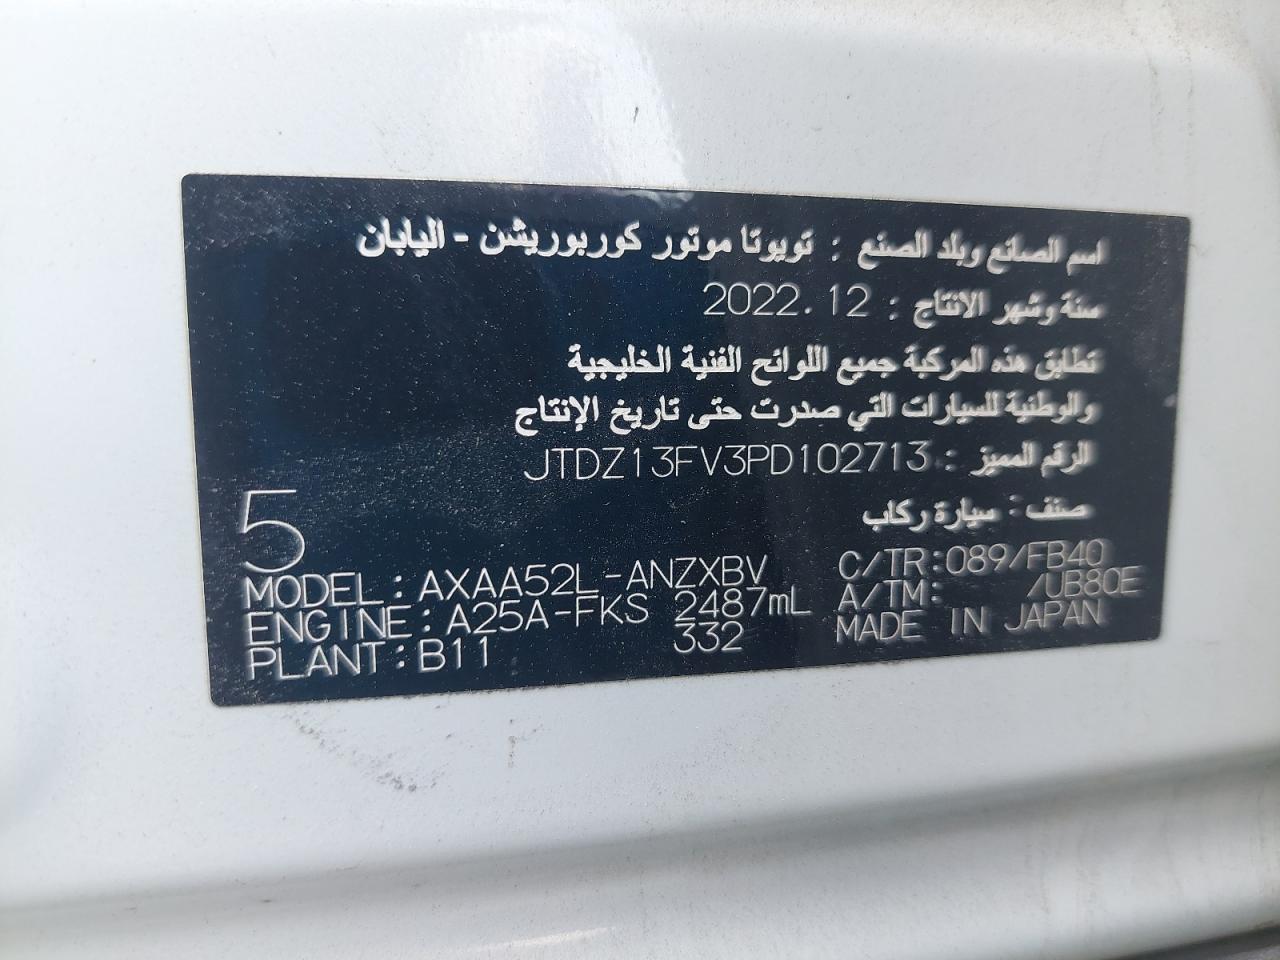 اسم الصانع وبلد الصنع : تويوتا موتور كوربوريشن - اليابان
سنة وشهر الانتاج : 2022.12
تطابق هذه المركبة جميع اللوائح الفنية الخليجية
والوطنية للسيارات التي صدرت حتى تاريخ الإنتاج
الرقم المميز : JTDZ13FV3PD102713
صنف : سيارة ركاب
5
MODEL : AXAA52L-ANZXBV C/TR:089/FB40
ENGINE: A25A-FKS 2487mL A/TM: /UB80E
PLANT:B11 332 MADE IN JAPAN